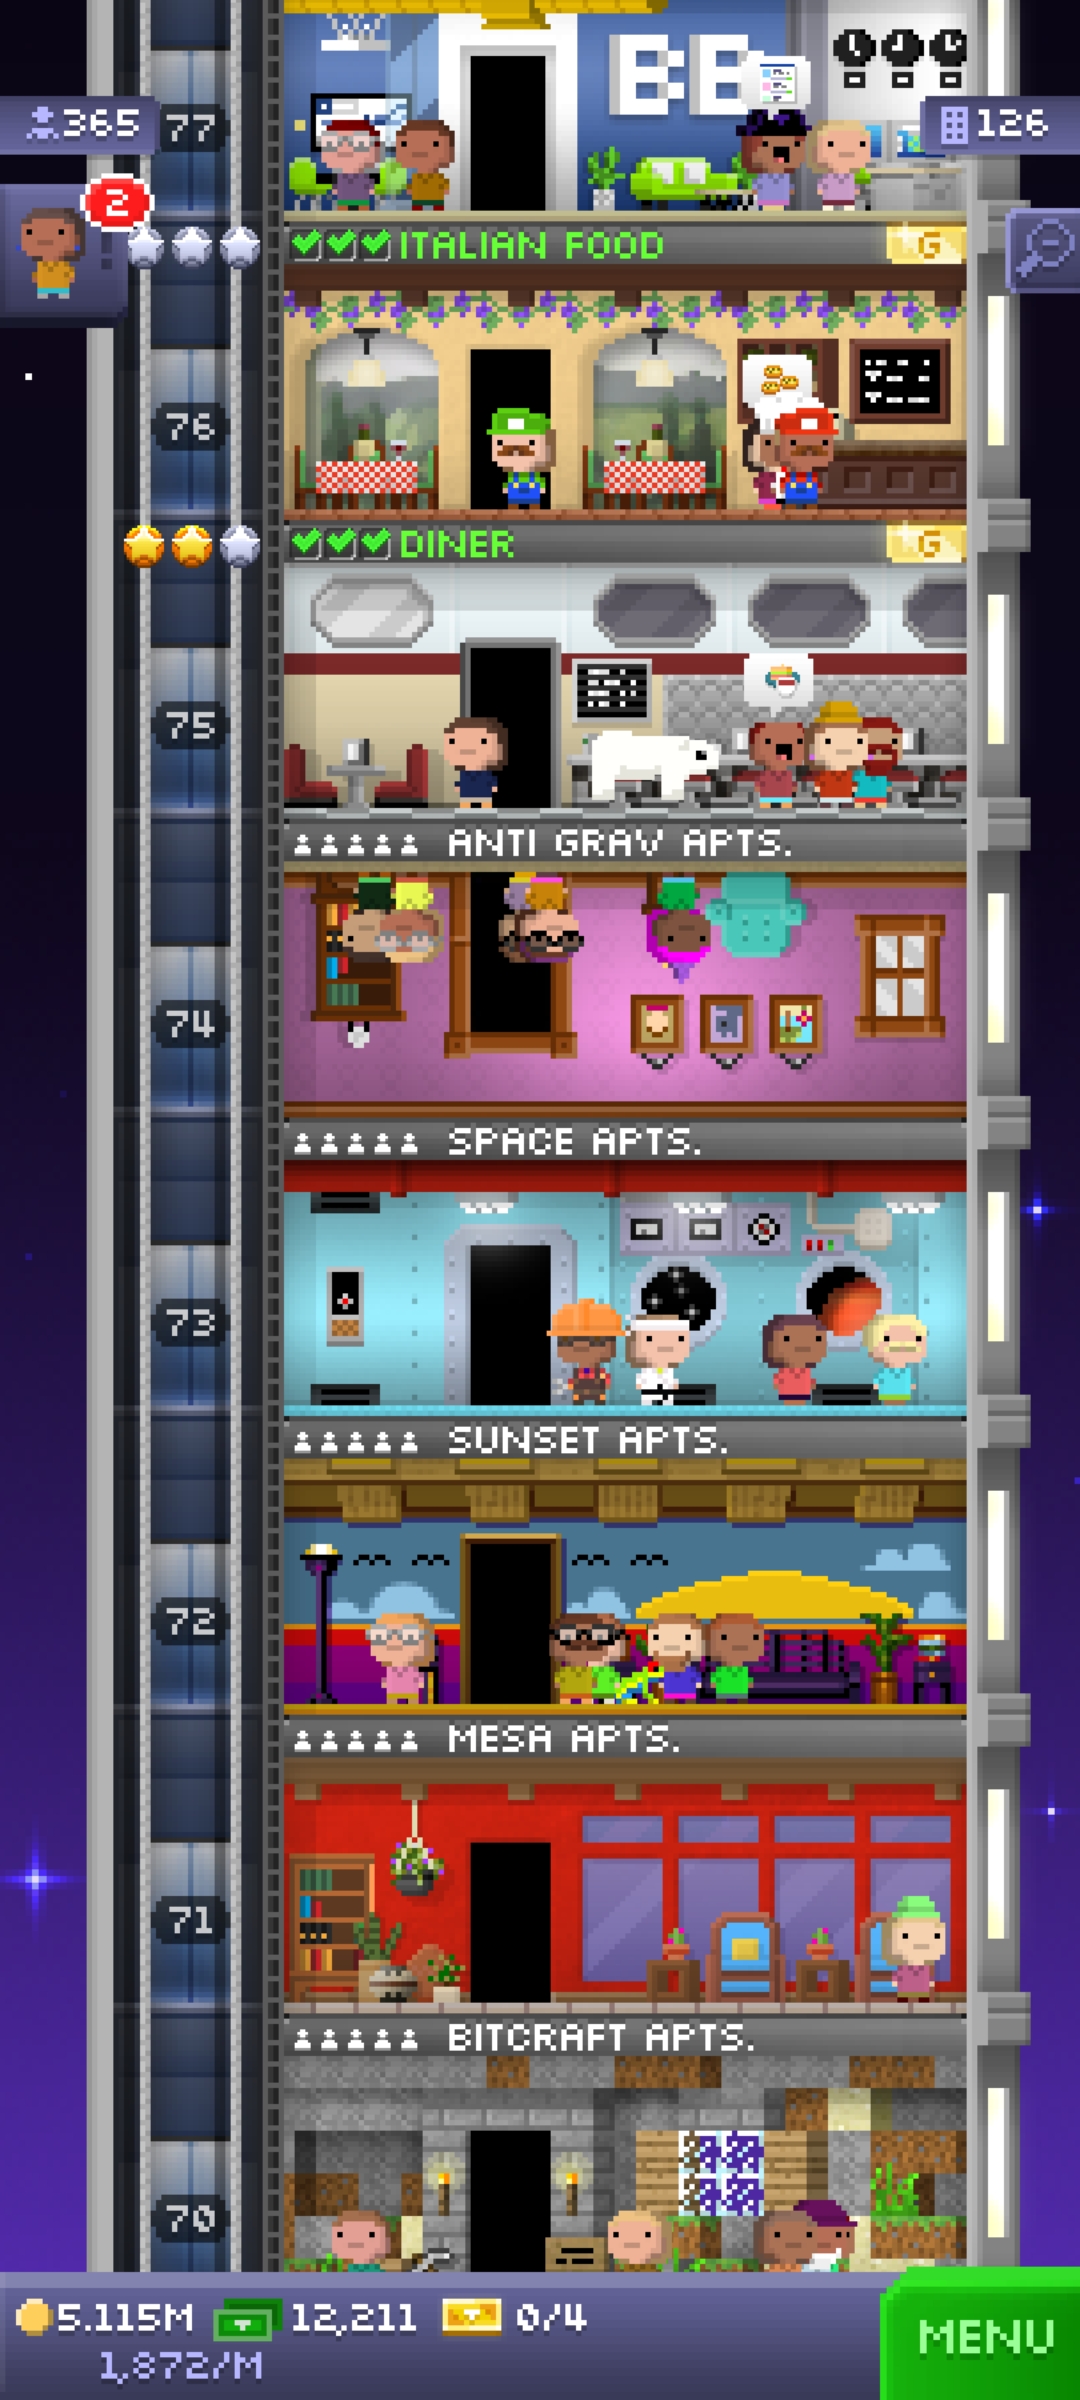 BB
365
77
126
2
ITALIAN FOOD
G
76
DINER
G
75
ANTI GRAV APTS.
74
SPACE APTS.
73
SUNSET APTS.
72
MESA APTS.
71
BITCRAFT APTS.
70
5.115M 12,211 0/4
1,872/M
MENU